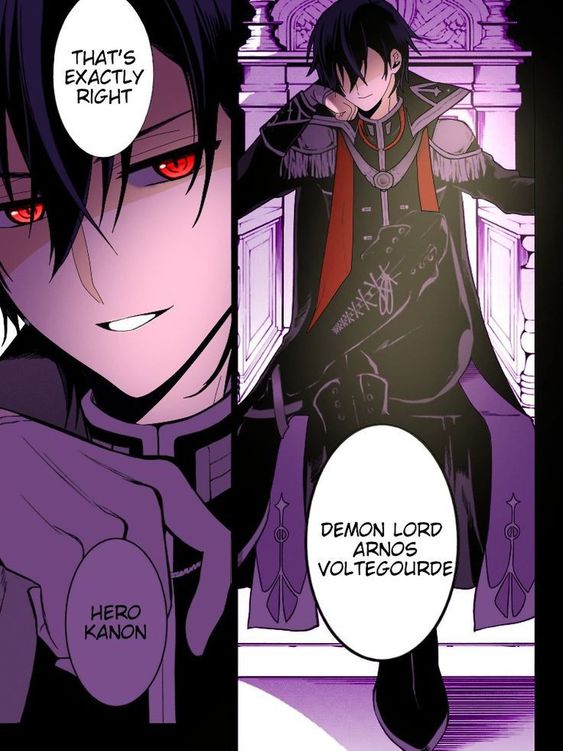 THAT'S
EXACTLY
RIGHT
HERO
KANON
DEMON LORD
ARNOS
VOLTEGOURDE